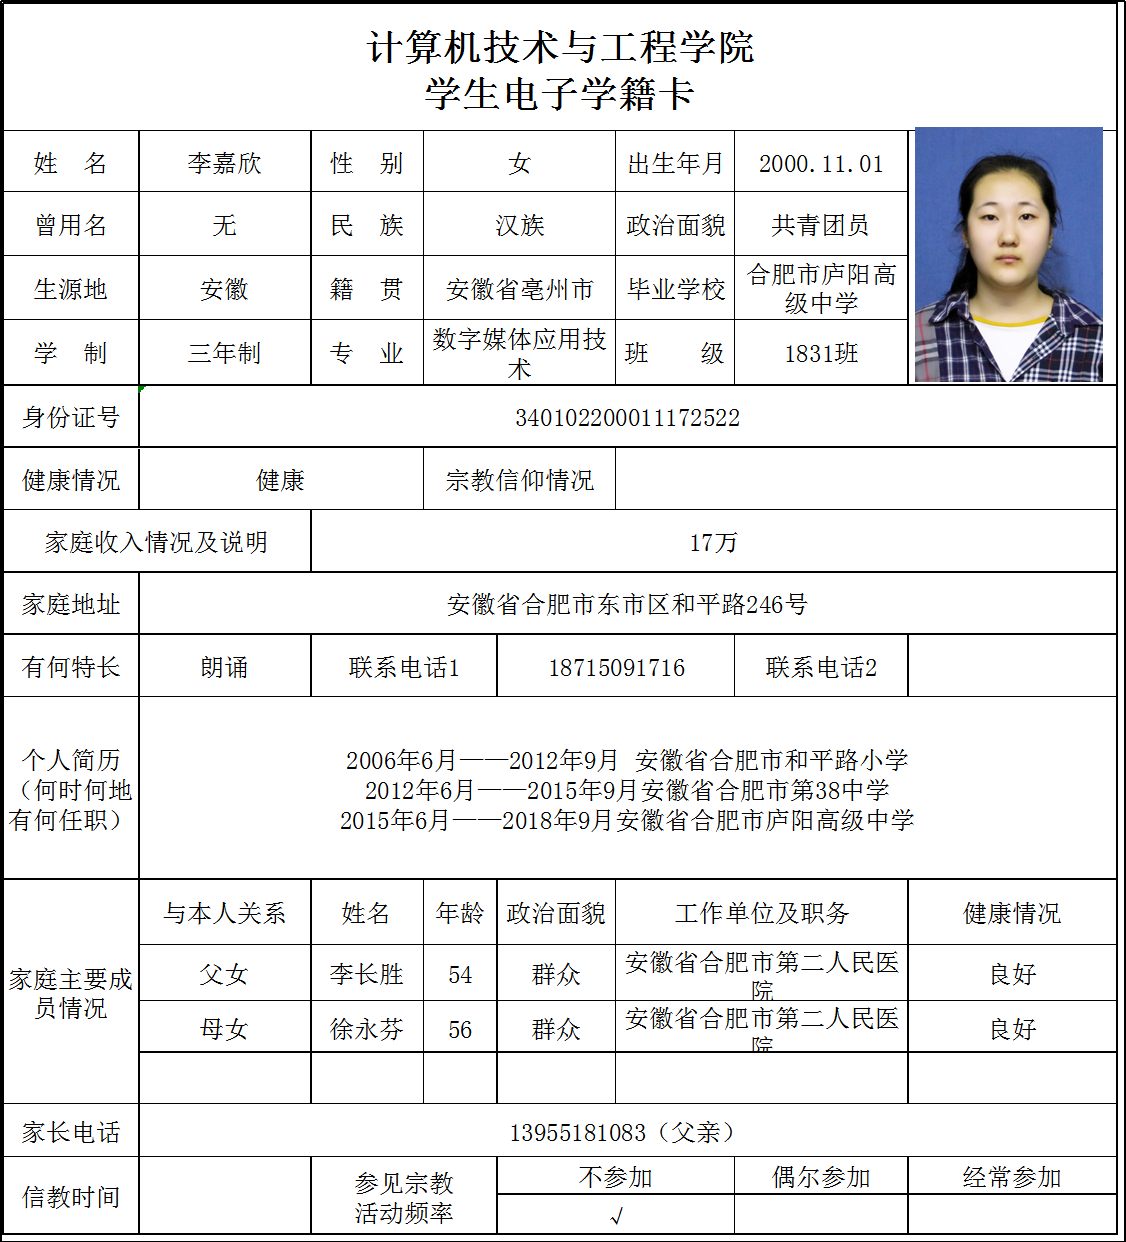 计算机技术与工程学院
学生电子学籍卡
姓 名 李嘉欣 性 别 女 出生年月 2000.11.01
曾用名 无 民 族 汉族 政治面貌 共青团员
生源地 安徽 籍 贯 安徽省亳州市 毕业学校 合肥市庐阳高
级中学
学 制 三年制 专 业 数字媒体应用技
术 班 级 1831班
身份证号 340102200011172522
健康情况 健康 宗教信仰情况
家庭收入情况及说明 17万
家庭地址 安徽省合肥市东市区和平路246号
有何特长 朗诵 联系电话1 18715091716 联系电话2
个人简历
（何时何地
有何任职）
2006年6月——2012年9月 安徽省合肥市和平路小学
2012年6月——2015年9月安徽省合肥市第38中学
2015年6月——2018年9月安徽省合肥市庐阳高级中学
家庭主要成
员情况
与本人关系 姓名 年龄 政治面貌 工作单位及职务 健康情况
父女 李长胜 54 群众 安徽省合肥市第二人民医
院 良好
母女 徐永芬 56 群众 安徽省合肥市第二人民医
院 良好
家长电话 13955181083（父亲）
信教时间 参见宗教
活动频率 不参加 偶尔参加 经常参加
√